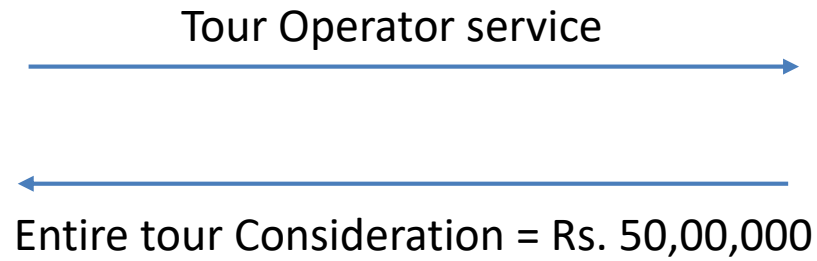 Tour Operator service
Entire tour Consideration = Rs. 50,00,000